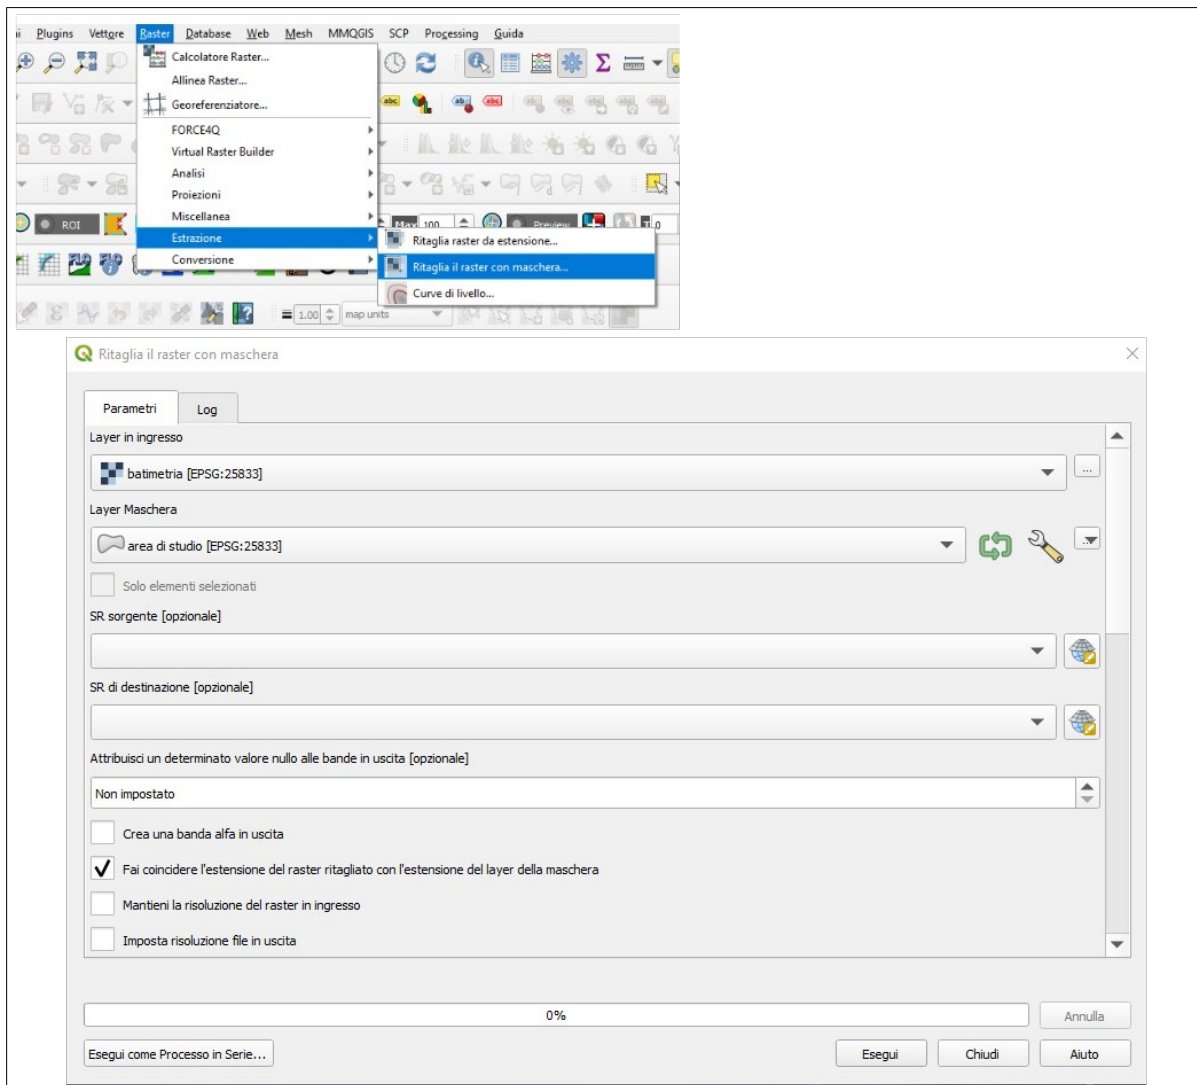 i Plugins Vettore Raster Database Web Mesh MMQGIS SCP Processing Guida
Calcolatore Raster...
Allinea Raster...
Georeferenziatore...
abc
ab
abc
FORCE4Q
Virtual Raster Builder
Analisi
Proiezioni
Miscellanea
ROI
Max 100
Preview
Estrazione
Ritaglia raster da estensione...
Conversione
Ritaglia il raster con maschera...
Curve di livello...
1.00 map units
Ritaglia il raster con maschera
Parametri Log
Layer in ingresso
batimetria [EPSG:25833]
...
Layer Maschera
area di studio [EPSG:25833]
Solo elementi selezionati
SR sorgente [opzionale]
SR di destinazione [opzionale]
Attribuisci un determinato valore nullo alle bande in uscita [opzionale]
Non impostato
Crea una banda alfa in uscita
Fai coincidere l'estensione del raster ritagliato con l'estensione del layer della maschera
Mantieni la risoluzione del raster in ingresso
Imposta risoluzione file in uscita
0%
Annulla
Esegui come Processo in Serie...
Esegui Chiudi Aiuto